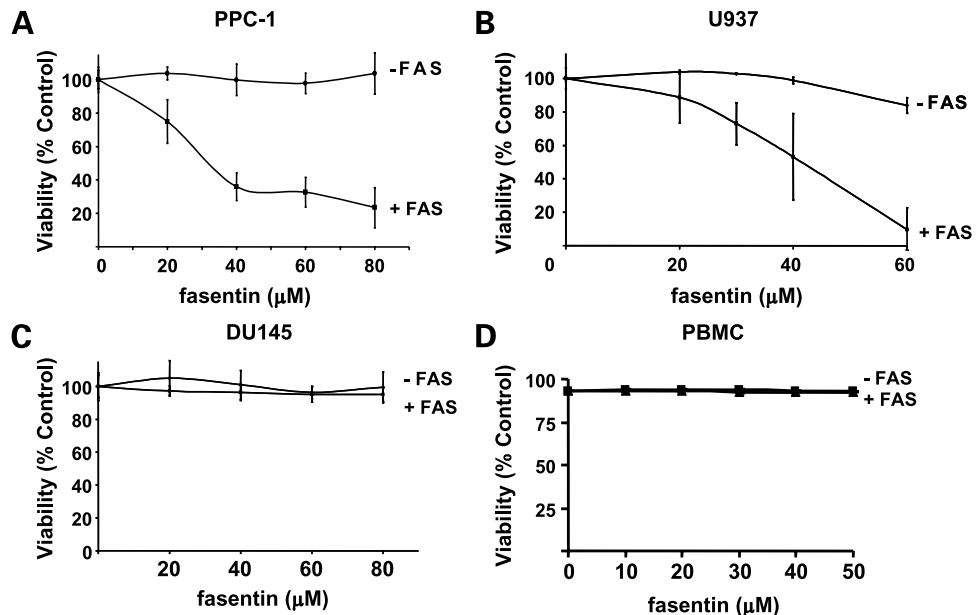 A
PPC-1
Viability (% Control)
100
80
60
40
20
-FAS
+ FAS
0 20 40 60 80
fasentin (µM)
B
U937
Viability (% Control)
100
80
60
40
20
- FAS
+ FAS
0 20 40 60
fasentin (µM)
C
DU145
Viability (% Control)
100
80
60
40
20
0
- FAS
+ FAS
20 40 60 80
fasentin (µM)
D
PBMC
Viability (% Control)
100
75
50
25
- FAS
+ FAS
0 10 20 30 40 50
fasentin (µM)